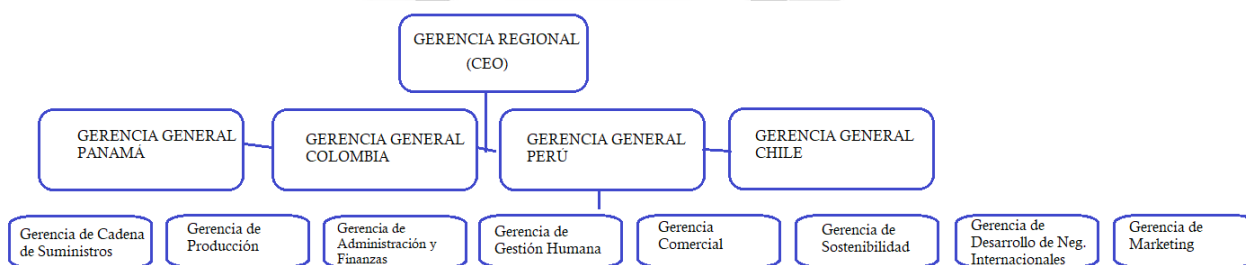 GERENCIA REGIONAL
(CEO)
GERENCIA GENERAL
PANAMÁ
GERENCIA GENERAL
COLOMBIA
GERENCIA GENERAL
PERÚ
GERENCIA GENERAL
CHILE
Gerencia de Cadena
de Suministros
Gerencia de
Producción
Gerencia de
Administración y
Finanzas
Gerencia de
Gestión Humana
Gerencia
Comercial
Gerencia de
Sostenibilidad
Gerencia de
Desarrollo de Neg.
Internacionales
Gerencia de
Marketing